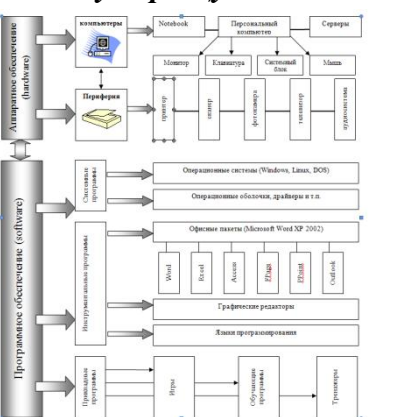 Аппаратное обеспечение
(hardware)
компьютеры
Notebook
Персональный
компьютер
Серверы
Монитор
Клавиатура
Системный
блок
Мышь
Периферия
принтер
сканер
фотокамера
телевизор
аудиосистема
Программное обеспечение (software)
Системные
программы
Операционные системы (Windows, Linux, DOS)
Операционные оболочки, драйверы и т.п.
Инструментальные программы
Офисные пакеты (Microsoft Word XP 2002)
Word
Excel
Access
PPoint
Outlook
Графические редакторы
Языки программирования
Прикладные
программы
Игры
Обучающие
программы
Тренажеры